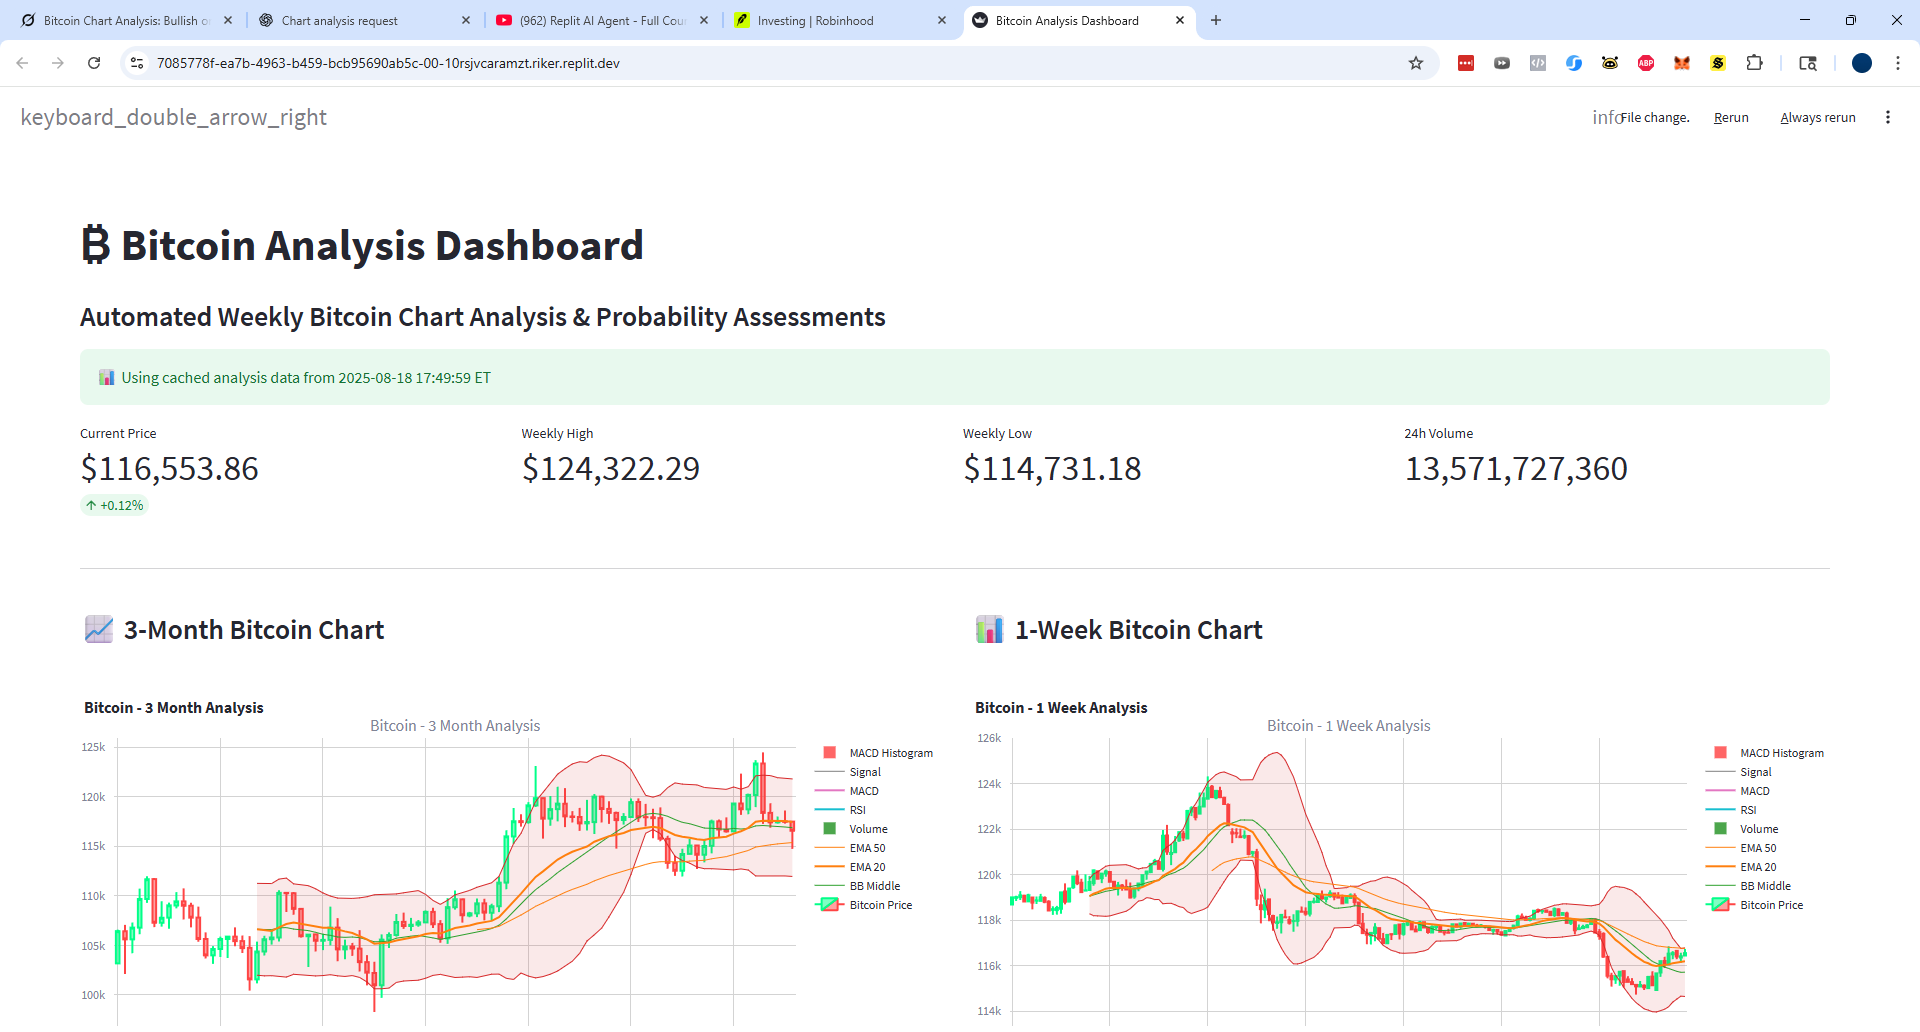 Bitcoin Chart Analysis: Bullish o
Chart analysis request
(962) Replit AI Agent - Full Cou
Investing | Robinhood
Bitcoin Analysis Dashboard
7085778f-ea7b-4963-b459-bcb95690ab5c-00-10rsjvcaramzt.riker.replit.dev
ABP
keyboard_double_arrow_right
info
File change.
Rerun
Always rerun
₿ Bitcoin Analysis Dashboard
Automated Weekly Bitcoin Chart Analysis & Probability Assessments
Using cached analysis data from 2025-08-18 17:49:59 ET
Current Price
$116,553.86
↑ +0.12%
Weekly High
$124,322.29
Weekly Low
$114,731.18
24h Volume
13,571,727,360
3-Month Bitcoin Chart
Bitcoin - 3 Month Analysis
Bitcoin - 3 Month Analysis
125k
120k
115k
110k
105k
100k
MACD Histogram
Signal
MACD
RSI
Volume
EMA 50
EMA 20
BB Middle
Bitcoin Price
1-Week Bitcoin Chart
Bitcoin - 1 Week Analysis
Bitcoin - 1 Week Analysis
126k
124k
122k
120k
118k
116k
114k
MACD Histogram
Signal
MACD
RSI
Volume
EMA 50
EMA 20
BB Middle
Bitcoin Price